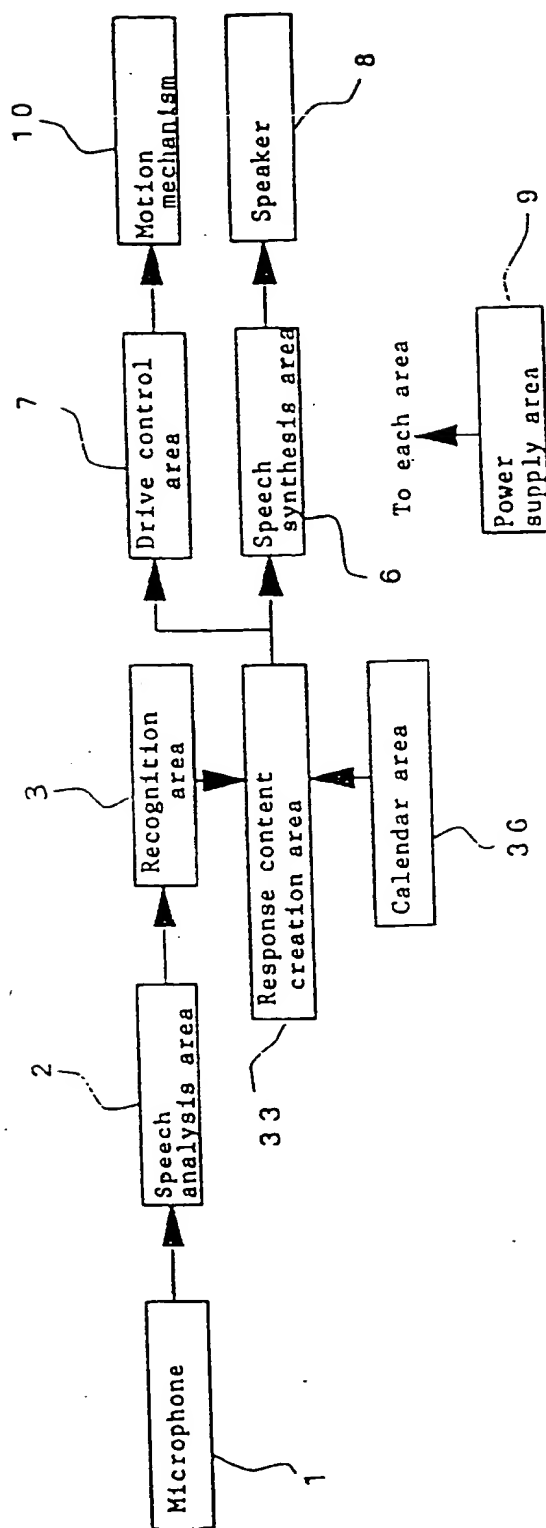 1
Microphone
2
Speech
analysis area
3
Recognition
area
33
Response content
creation area
36
Calendar area
7
Drive control
area
6
Speech
synthesis area
10
Motion
mechanism
8
Speaker
To each area
9
Power
supply area